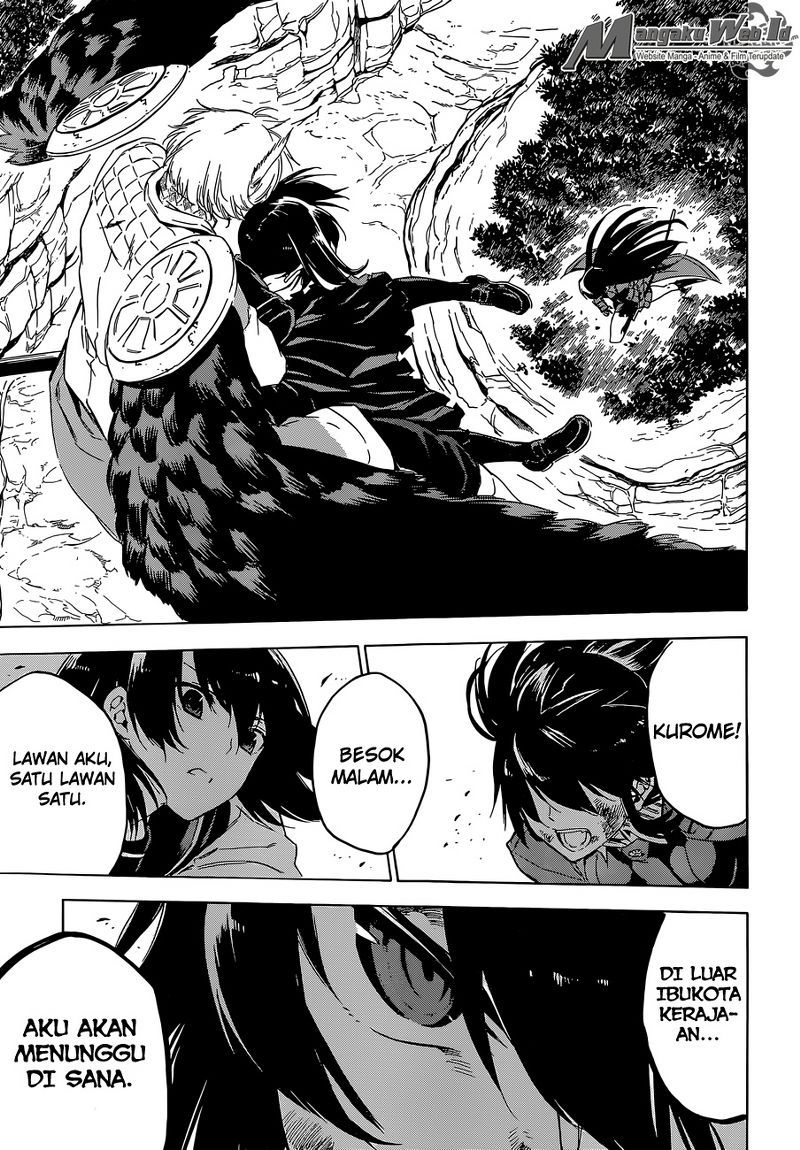 Mangaku.Web.Id
Website Manga - Anime & Film Terupdate
KUROME!
BESOK
MALAM...
LAWAN AKU,
SATU LAWAN
SATU.
DI LUAR
IBUKOTA
KERAJA-
AN...
AKU AKAN
MENUNGGU
DI SANA.